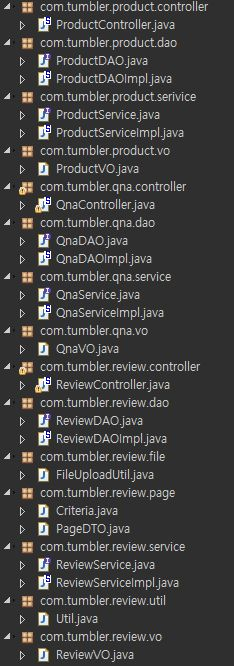 com.tumbler.product.controller
ProductController.java
com.tumbler.product.dao
ProductDAO.java
ProductDAOImpl.java
com.tumbler.product.serivice
ProductService.java
ProductServiceImpl.java
com.tumbler.product.vo
ProductVO.java
com.tumbler.qna.controller
QnaController.java
com.tumbler.qna.dao
QnaDAO.java
QnaDAOImpl.java
com.tumbler.qna.service
QnaService.java
QnaServiceImpl.java
com.tumbler.qna.vo
QnaVO.java
com.tumbler.review.controller
ReviewController.java
com.tumbler.review.dao
ReviewDAO.java
ReviewDAOImpl.java
com.tumbler.review.file
FileUploadUtil.java
com.tumbler.review.page
Criteria.java
PageDTO.java
com.tumbler.review.service
ReviewService.java
ReviewServiceImpl.java
com.tumbler.review.util
Util.java
com.tumbler.review.vo
ReviewVO.java